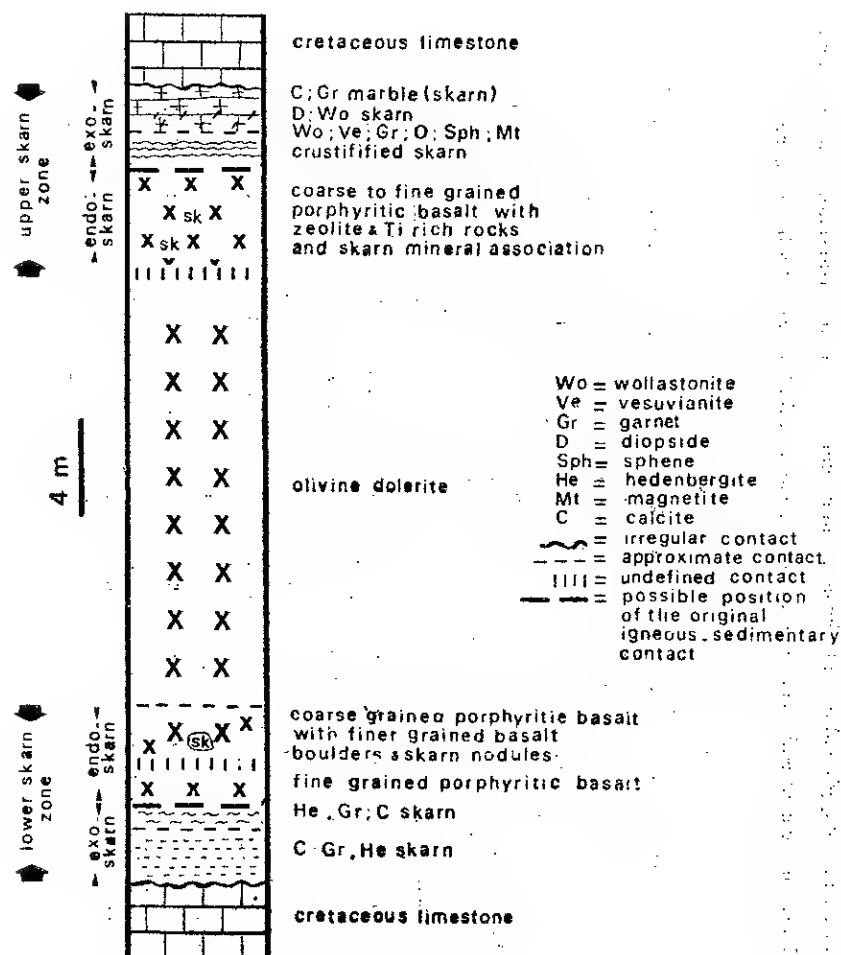 cretaceous limestone
upper skarn zone
exo. skarn
endo. skarn
C; Gr marble (skarn)
D; Wo skarn
Wo; Ve; Gr; O; Sph; Mt
crustifified skarn
X X X
X sk X
X sk X X
coarse to fine grained
porphyritic basalt with
zeolite & Ti rich rocks
and skarn mineral association
X X
X X
X X
X X
X X
X X
X X
X X
4 m
olivine dolerite
Wo = wollastonite
Ve = vesuvianite
Gr = garnet
D = diopside
Sph = sphene
He = hedenbergite
Mt = magnetite
C = calcite
= irregular contact
= approximate contact.
= undefined contact
= possible position
of the original
igneous-sedimentary
contact
lower skarn zone
endo. skarn
exo. skarn
X X X
X sk
X X X
coarse grained porphyritie basalt
with finer grained basalt
boulders & skarn nodules
fine grained porphyritic basalt
He, Gr; C skarn
C Gr, He skarn
cretaceous limestone